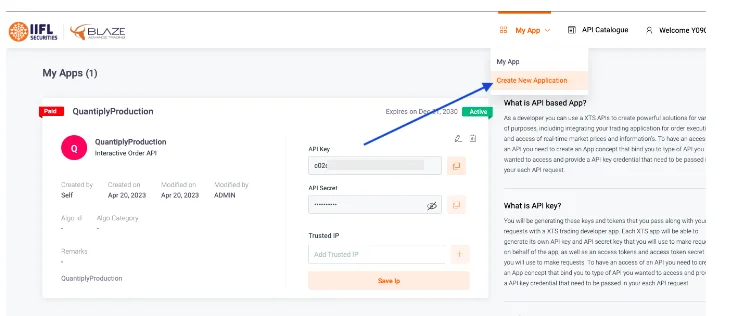 IIFL
SECURITIES
BLAZE
ADVANCE TRADING
My App
API Catalogue
Welcome Y090
My App
Create New Application
My Apps (1)
Paid
QuantiplyProduction
Expires on Dec 31, 2030
Active
Q
QuantiplyProduction
Interactive Order API
Created by
Created on
Modified on
Modified by
Self
Apr 20, 2023
Apr 20, 2023
ADMIN
Algo Category
-
-
Remarks
-
QuantiplyProduction
API Key
c02c
API Secret
••••••••••
Trusted IP
Add Trusted IP
+
Save Ip
What is API based App?
As a developer you can use a XTS APIs to create powerful solutions for var
of purposes, including integrating your trading application for order executi
and access of real-time market prices and information's. To have an access
an API you need to create an App concept that bind you to type of API you
wanted to access and provide a API key credential that need to be passed i
your each API request.
What is API key?
You will be generating these keys and tokens that you pass along with your
requests with a XTS trading developer app. Each XTS app will be able to
generate its own API key and API secret key that you will use to make reque
on behalf of the app, as well as an access tokens and access token secret
you will use to make requests. To have an access of an API you need to cre
an App concept that bind you to type of API you wanted to access and prov
a API key credential that need to be passed in your each API request